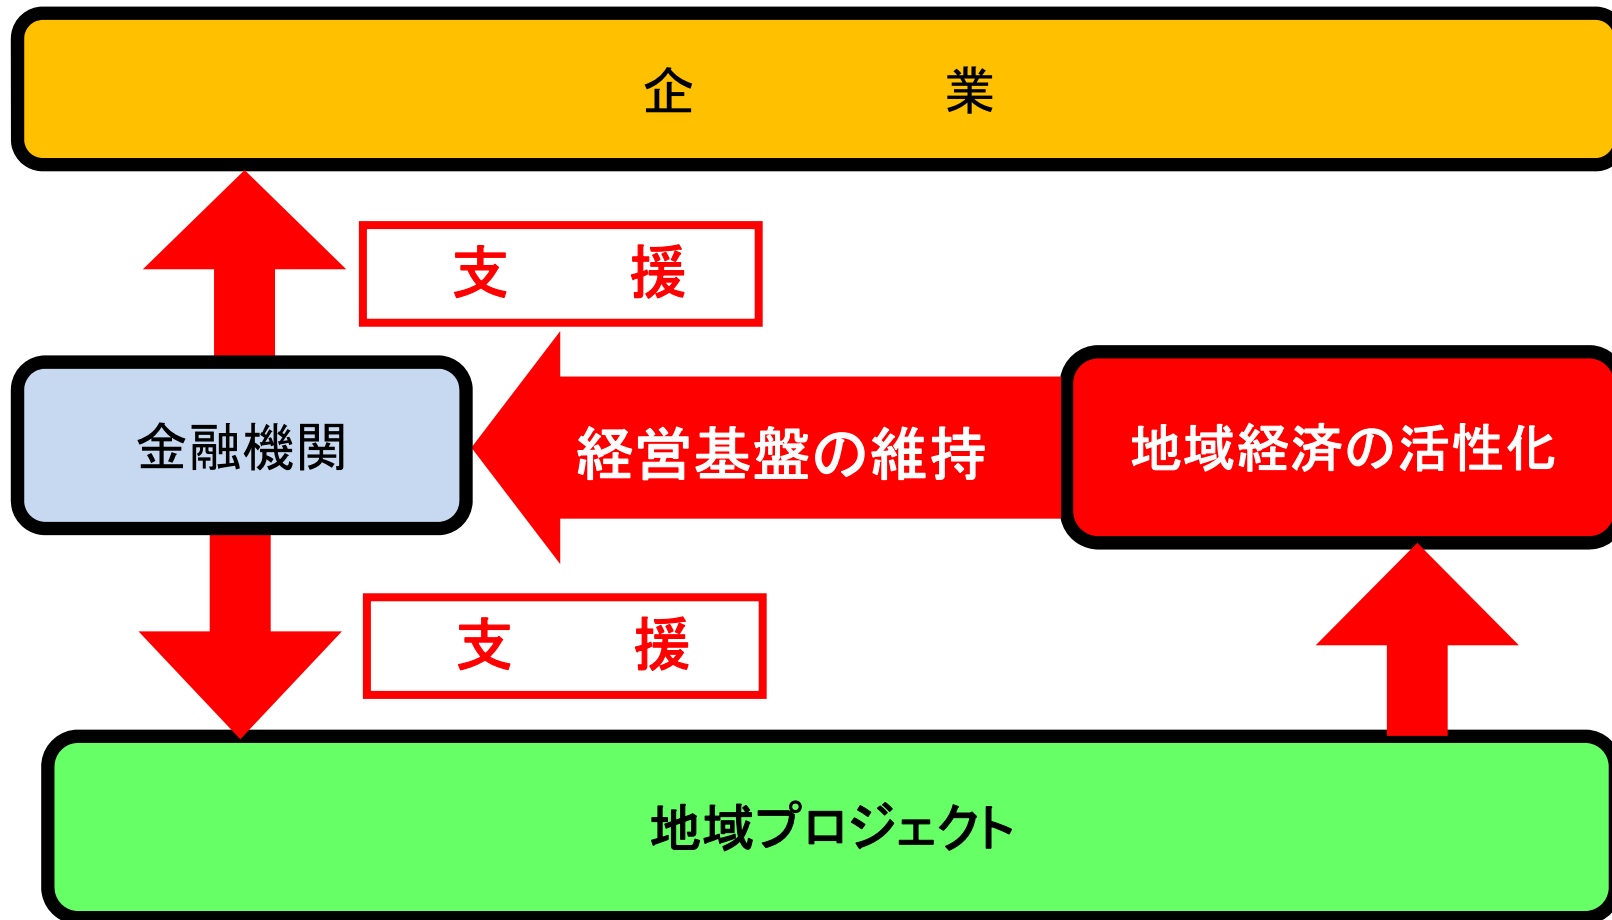 企　　　　　業
支　　援
金融機関
経営基盤の維持
地域経済の活性化
支　　援
地域プロジェクト